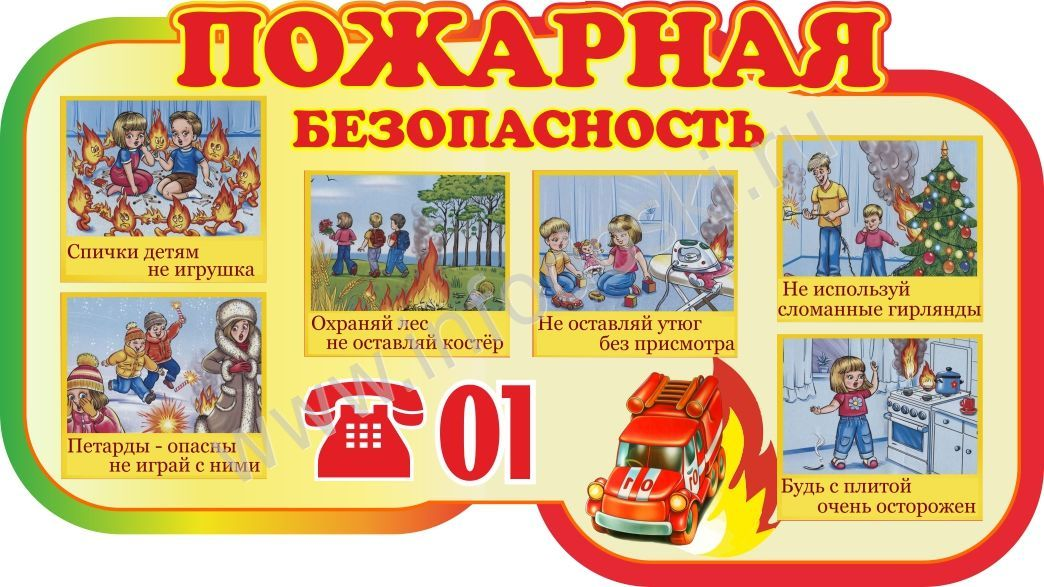 ПОЖАРНАЯ
БЕЗОПАСНОСТЬ
Спички детям
не игрушка
Петарды - опасны
не играй с ними
Охраняй лес
не оставляй костёр
Не оставляй утюг
без присмотра
Не используй
сломанные гирлянды
Будь с плитой
очень осторожен
01
ГО